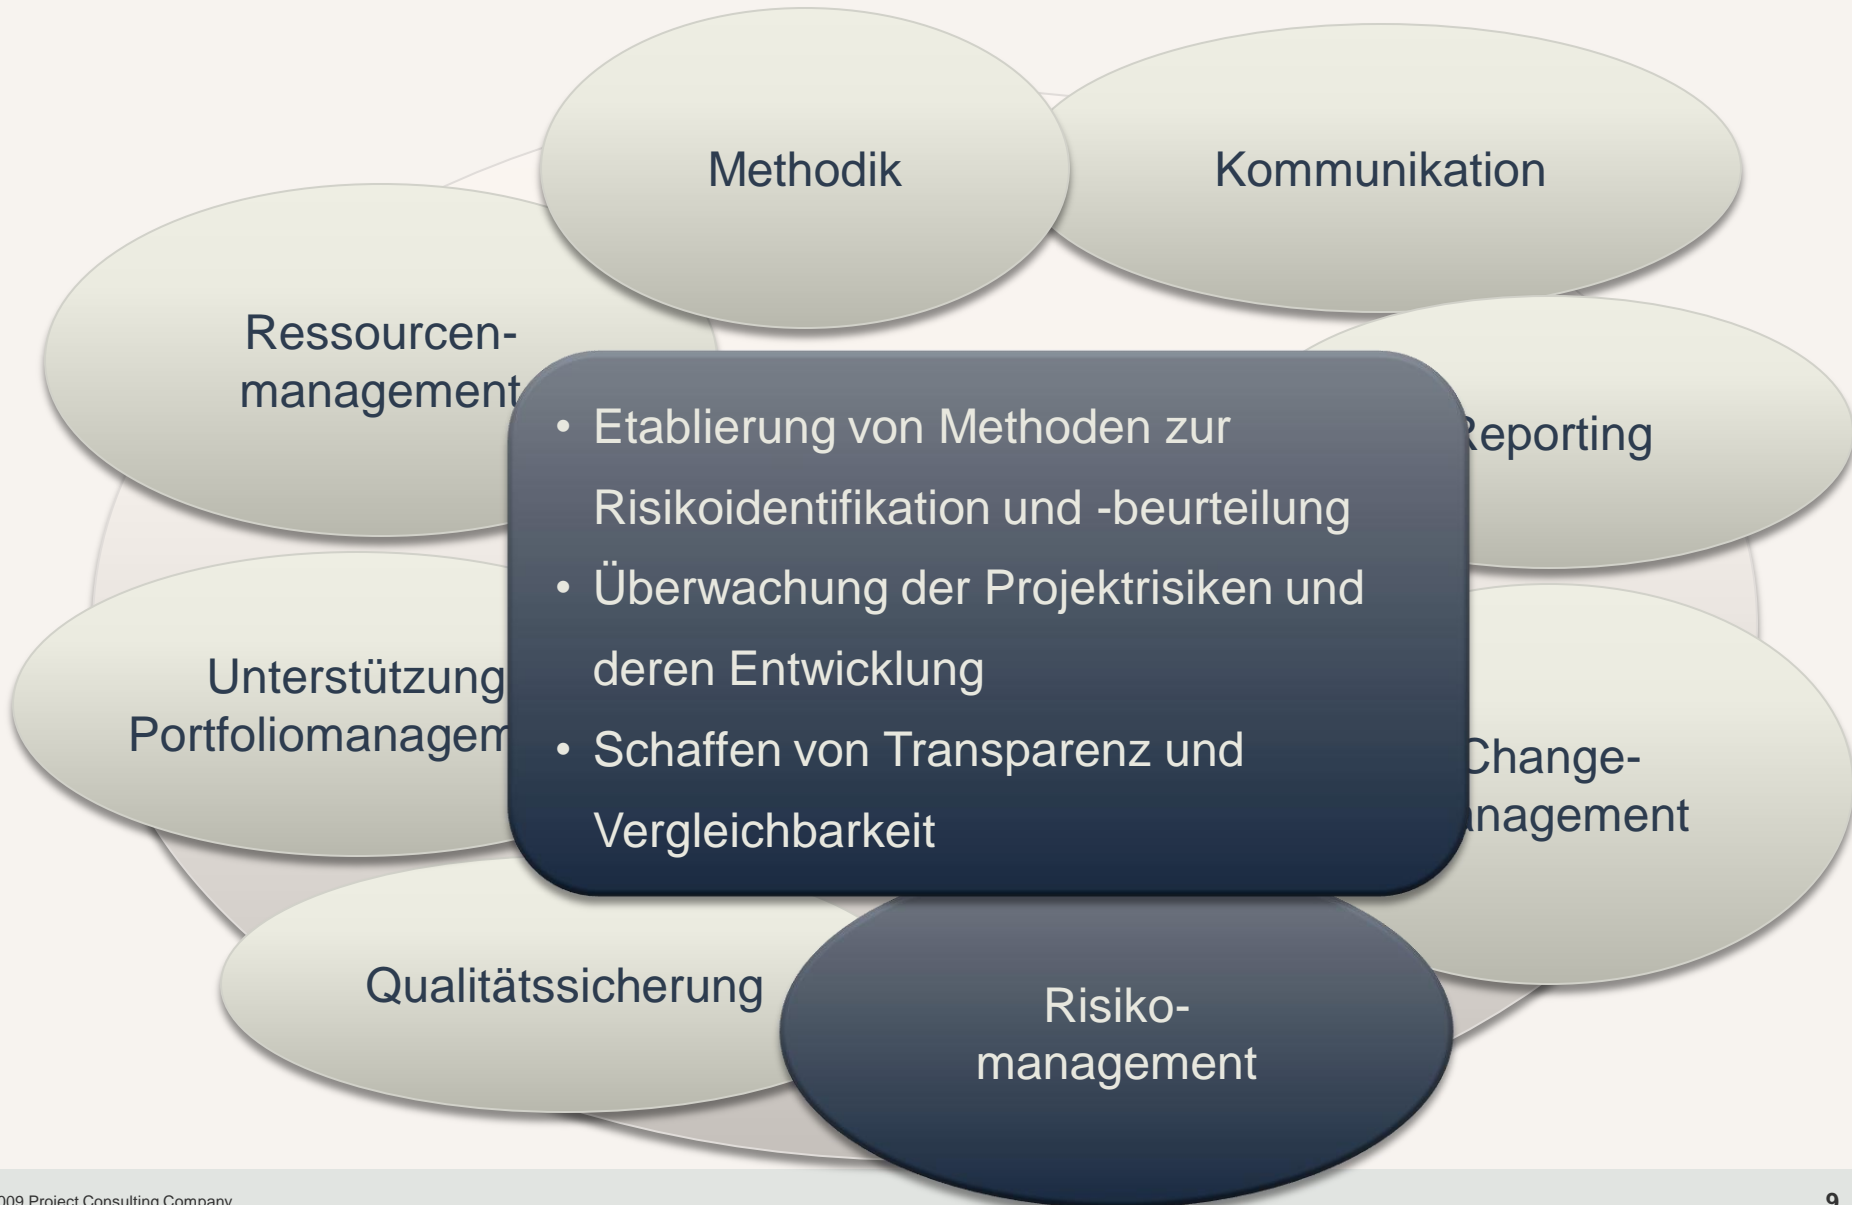 Methodik
Kommunikation
Ressourcen-
management
Reporting
• Etablierung von Methoden zur
Risikoidentifikation und -beurteilung
• Überwachung der Projektrisiken und
deren Entwicklung
• Schaffen von Transparenz und
Vergleichbarkeit
Unterstützung
Change-
Qualitätssicherung
Risiko-
management
Project Consulting Company
9